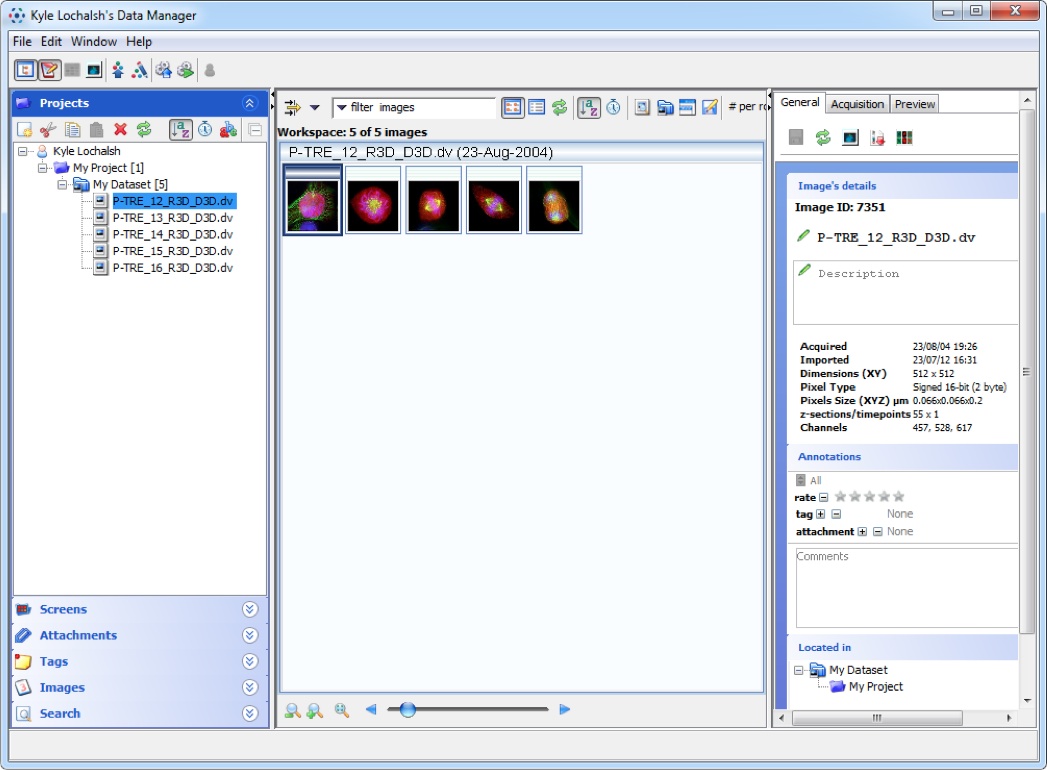 Kyle Lochalsh's Data Manager
File Edit Window Help
Projects
Kyle Lochalsh
My Project [1]
My Dataset [5]
P-TRE_12_R3D_D3D.dv
P-TRE_13_R3D_D3D.dv
P-TRE_14_R3D_D3D.dv
P-TRE_15_R3D_D3D.dv
P-TRE_16_R3D_D3D.dv
Screens
Attachments
Tags
Images
Search
filter images
# per ro
Workspace: 5 of 5 images
P-TRE_12_R3D_D3D.dv (23-Aug-2004)
General Acquisition Preview
Image's details
Image ID: 7351
P-TRE_12_R3D_D3D.dv
Description
Acquired 23/08/04 19:26
Imported 23/07/12 16:31
Dimensions (XY) 512 x 512
Pixel Type Signed 16-bit (2 byte)
Pixels Size (XYZ) µm 0.066x0.066x0.2
z-sections/timepoints 55 x 1
Channels 457, 528, 617
Annotations
All
rate
tag None
attachment None
Comments
Located in
My Dataset
My Project